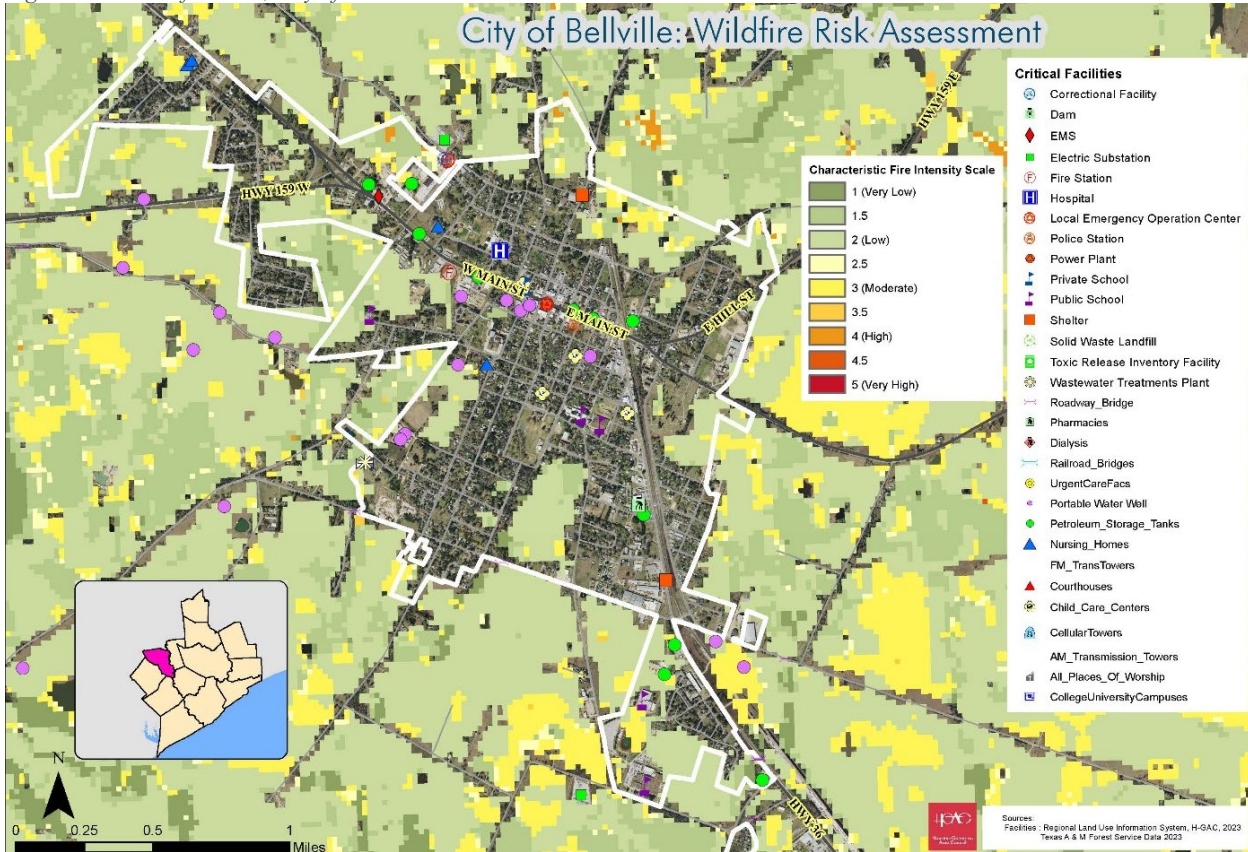 City of Bellville: Wildfire Risk Assessment
Critical Facilities
Correctional Facility
Dam
EMS
Electric Substation
Fire Station
Hospital
Local Emergency Operation Center
Police Station
Power Plant
Private School
Public School
Shelter
Solid Waste Landfill
Toxic Release Inventory Facility
Wastewater Treatments Plant
Roadway_Bridge
Pharmacies
Dialysis
Railroad_Bridges
UrgentCareFacs
Portable Water Well
Petroleum_Storage_Tanks
Nursing_Homes
FM_TransTowers
Courthouses
Child_Care_Centers
CellularTowers
AM_Transmission_Towers
All_Places_Of_Worship
CollegeUniversityCampuses
Characteristic Fire Intensity Scale
1 (Very Low)
1.5
2 (Low)
2.5
3 (Moderate)
3.5
4 (High)
4.5
5 (Very High)
HWY 159 E
HWY 159 W
H
W MAIN ST
E MAIN ST
E HILL ST
HWY 36
N
0 0.25 0.5 1
Miles
H-GAC
Sources:
Facilities : Regional Land Use Information System, H-GAC, 2023
Texas A & M Forest Service Data 2023